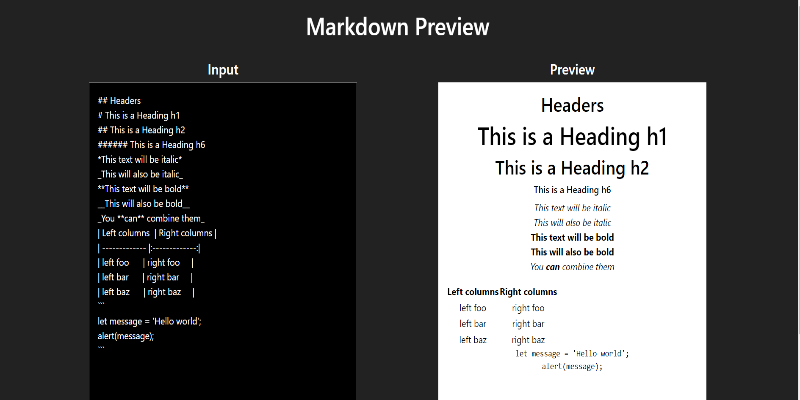 Markdown Preview
Input
## Headers
# This is a Heading h1
## This is a Heading h2
###### This is a Heading h6
*This text will be italic*
_This will also be italic_
**This text will be bold**
__This will also be bold__
_You **can** combine them_
| Left columns  | Right columns |
| ------------- |:-------------:|
| left foo      | right foo     |
| left bar      | right bar     |
| left baz      | right baz     |
```
let message = 'Hello world';
alert(message);
```
Preview
Headers
This is a Heading h1
This is a Heading h2
This is a Heading h6
This text will be italic
This will also be italic
This text will be bold
This will also be bold
You can combine them
Left columns Right columns
left foo right foo
left bar right bar
left baz right baz
let message = 'Hello world';
alert(message);